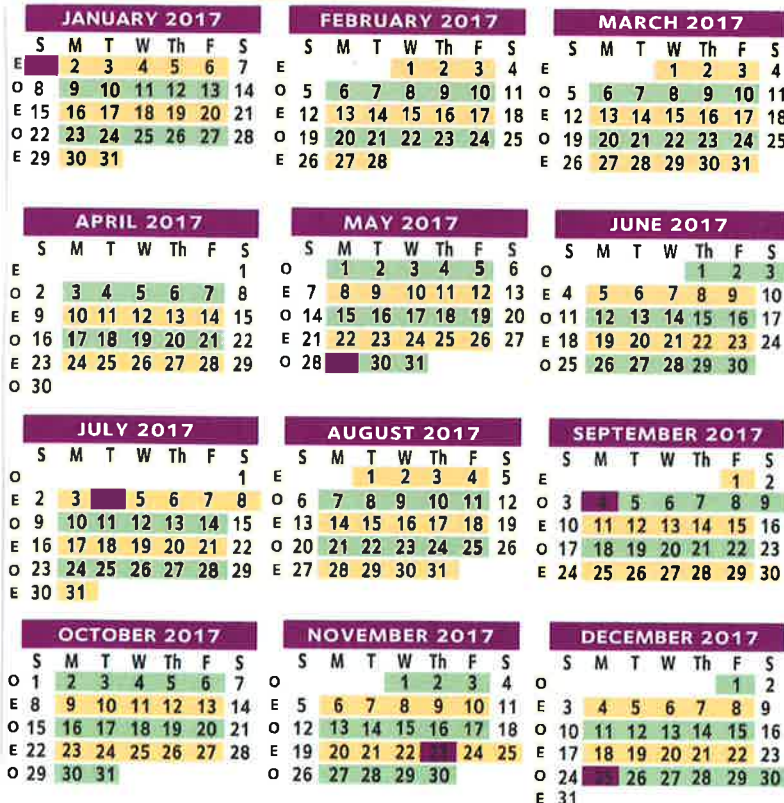 JANUARY 2017
S M T W Th F S
E 2 3 4 5 6 7
O 8 9 10 11 12 13 14
E 15 16 17 18 19 20 21
O 22 23 24 25 26 27 28
E 29 30 31
FEBRUARY 2017
S M T W Th F S
E 1 2 3 4
O 5 6 7 8 9 10 11
E 12 13 14 15 16 17 18
O 19 20 21 22 23 24 25
E 26 27 28
MARCH 2017
S M T W Th F S
E 1 2 3 4
O 5 6 7 8 9 10 11
E 12 13 14 15 16 17 18
O 19 20 21 22 23 24 25
E 26 27 28 29 30 31
APRIL 2017
S M T W Th F S
E 1
O 2 3 4 5 6 7 8
E 9 10 11 12 13 14 15
O 16 17 18 19 20 21 22
E 23 24 25 26 27 28 29
O 30
MAY 2017
S M T W Th F S
O 1 2 3 4 5 6
E 7 8 9 10 11 12 13
O 14 15 16 17 18 19 20
E 21 22 23 24 25 26 27
O 28 30 31
JUNE 2017
S M T W Th F S
O 1 2 3
E 4 5 6 7 8 9 10
O 11 12 13 14 15 16 17
E 18 19 20 21 22 23 24
O 25 26 27 28 29 30
JULY 2017
S M T W Th F S
O 1
E 2 3 5 6 7 8
O 9 10 11 12 13 14 15
E 16 17 18 19 20 21 22
O 23 24 25 26 27 28 29
E 30 31
AUGUST 2017
S M T W Th F S
E 1 2 3 4 5
O 6 7 8 9 10 11 12
E 13 14 15 16 17 18 19
O 20 21 22 23 24 25 26
E 27 28 29 30 31
SEPTEMBER 2017
S M T W Th F S
E 1 2
O 3 4 5 6 7 8 9
E 10 11 12 13 14 15 16
O 17 18 19 20 21 22 23
E 24 25 26 27 28 29 30
OCTOBER 2017
S M T W Th F S
O 1 2 3 4 5 6 7
E 8 9 10 11 12 13 14
O 15 16 17 18 19 20 21
E 22 23 24 25 26 27 28
O 29 30 31
NOVEMBER 2017
S M T W Th F S
O 1 2 3 4
E 5 6 7 8 9 10 11
O 12 13 14 15 16 17 18
E 19 20 21 22 23 24 25
O 26 27 28 29 30
DECEMBER 2017
S M T W Th F S
O 1 2
E 3 4 5 6 7 8 9
O 10 11 12 13 14 15 16
E 17 18 19 20 21 22 23
O 24 25 26 27 28 29 30
E 31